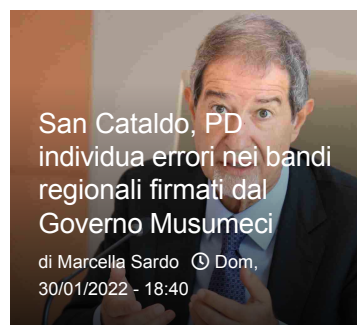 San Cataldo, PD
individua errori nei bandi
regionali firmati dal
Governo Musumeci
di Marcella Sardo Dom,
30/01/2022 - 18:40